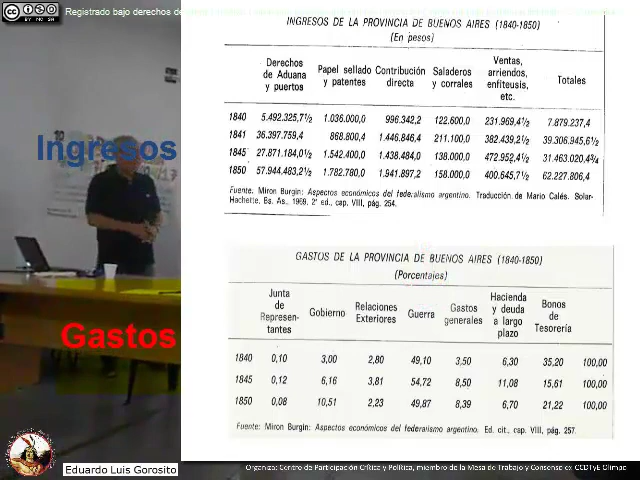 Registrado bajo derechos de
INGRESOS DE LA PROVINCIA DE BUENOS AIRES (1840-1850)
(En pesos)
Derechos de Aduana y puertos Papel sellado y patentes Contribución directa Saladeros y corrales Ventas, arriendos, enfiteusis, etc. Totales
1840 5.492.325,7½ 1.036.000,4 996.342,2 122.600,4 231.969,4½ 7.879.237,4
1841 36.397.759,4 868.800,4 1.446.846,4 211.100,4 382.439,2½ 39.306.945,6½
1845 27.871.184,0½ 1.542.400,4 1.438.484,0 138.000,4 472.952,4½ 31.463.020,4¾
1850 57.944.483,2½ 1.782.780,0 1.941.897,2 158.000,4 400.645,7½ 62.227.806,4
Fuente: Miron Burgin: Aspectos económicos del federalismo argentino. Traducción de Mario Calés. Solar-
Hachette, Bs. As., 1969, 2ª ed., cap. VIII, pág. 254.
Ingresos
GASTOS DE LA PROVINCIA DE BUENOS AIRES (1840-1850)
(Porcentajes)
Junta de Represen-tantes Gobierno Relaciones Exteriores Guerra Gastos generales Hacienda y deuda a largo plazo Bonos de Tesorería
1840 0,10 3,00 2,80 49,10 3,50 6,30 35,20 100,00
1845 0,12 6,16 3,81 54,72 8,50 11,08 15,61 100,00
1850 0,08 10,51 2,23 49,87 8,39 6,70 21,22 100,00
Fuente: Miron Burgin: Aspectos económicos del federalismo argentino. Ed. cit., cap. VIII, pág. 257.
Gastos
Eduardo Luis Gorosito
Organiza: Centro de Participación Crítica y Política, miembro de la Mesa de Trabajo y Consenso ex-CCDTyE Olimpo